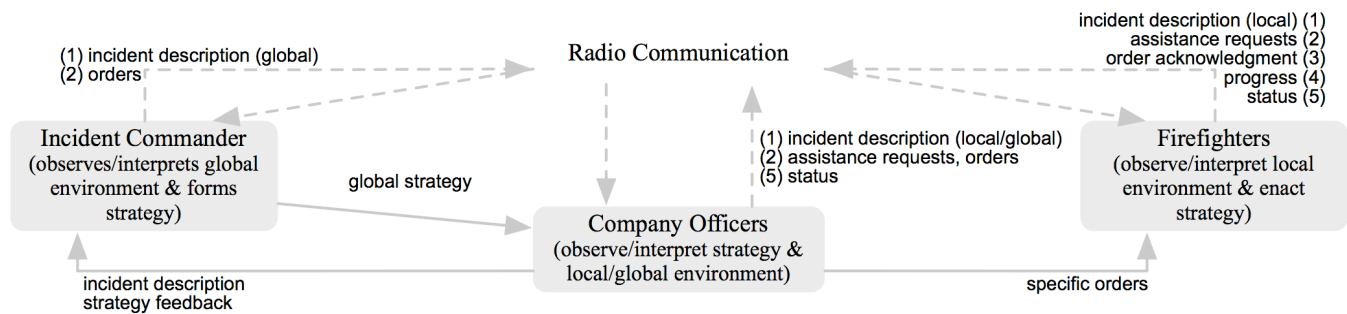 (1) incident description (global)
(2) orders
Radio Communication
incident description (local) (1)
assistance requests (2)
order acknowledgment (3)
progress (4)
status (5)
Incident Commander
(observes/interprets global
environment & forms
strategy)
global strategy
(1) incident description (local/global)
(2) assistance requests, orders
(5) status
Firefighters
(observe/interpret local
environment & enact
strategy)
Company Officers
(observe/interpret strategy &
local/global environment)
incident description
strategy feedback
specific orders